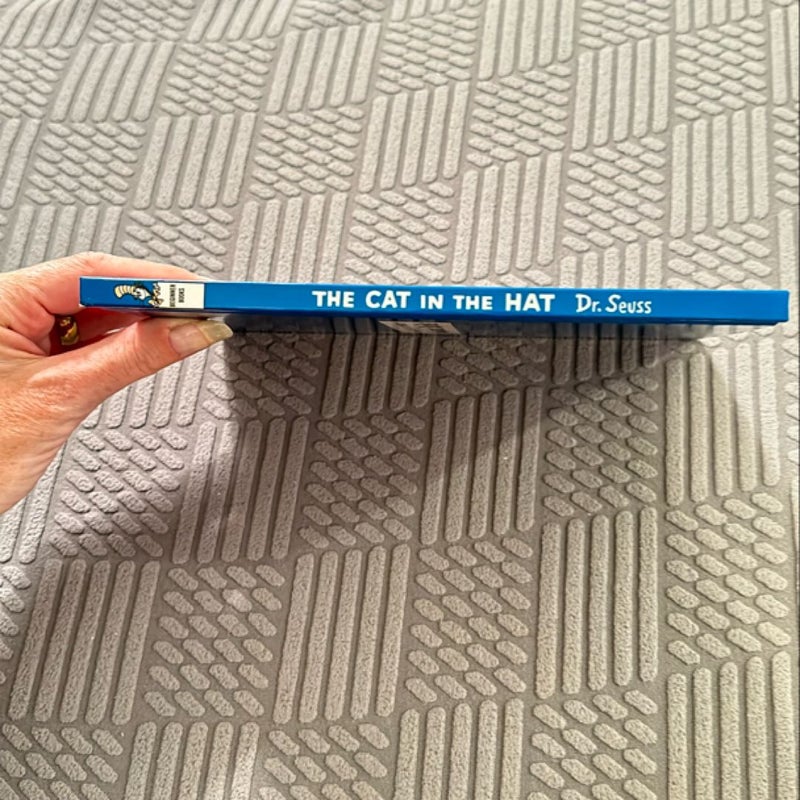 BEGINNER
BOOKS
THE CAT IN THE HAT Dr. Seuss